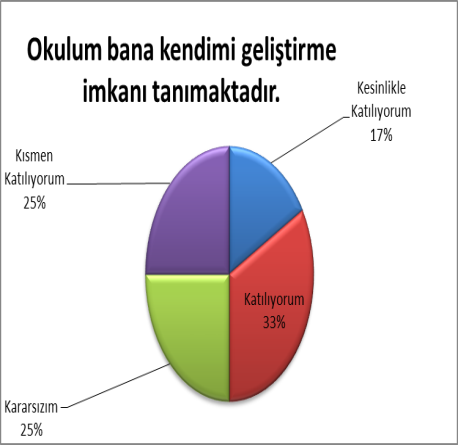 Okulum bana kendimi geliştirme
imkanı tanımaktadır.
Kesinlikle
Katılıyorum
17%
Kısmen
Katılıyorum
25%
Katılıyorum
33%
Kararsızım
25%